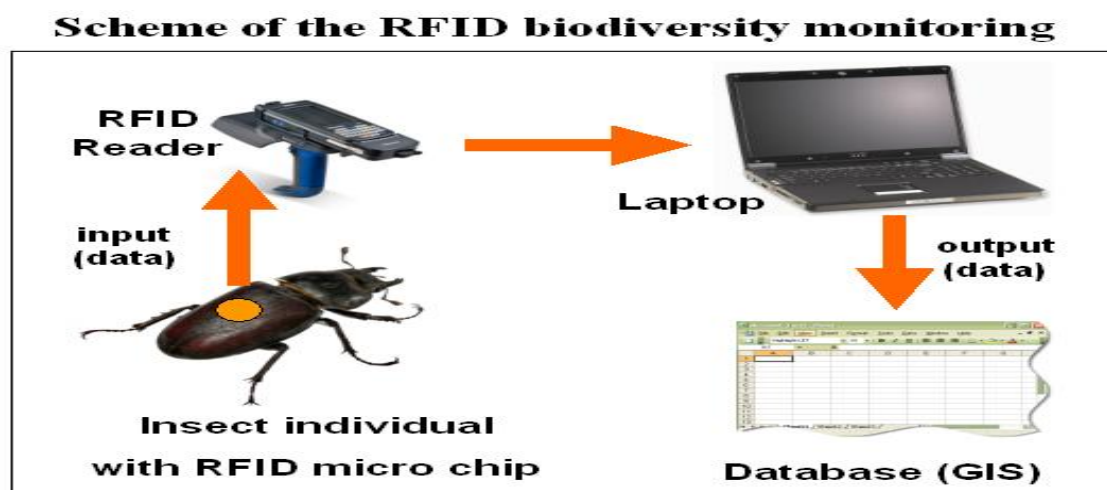 Scheme of the RFID biodiversity monitoring
RFID
Reader
Laptop
input
(data)
output
(data)
Insect individual
with RFID micro chip
Database (GIS)